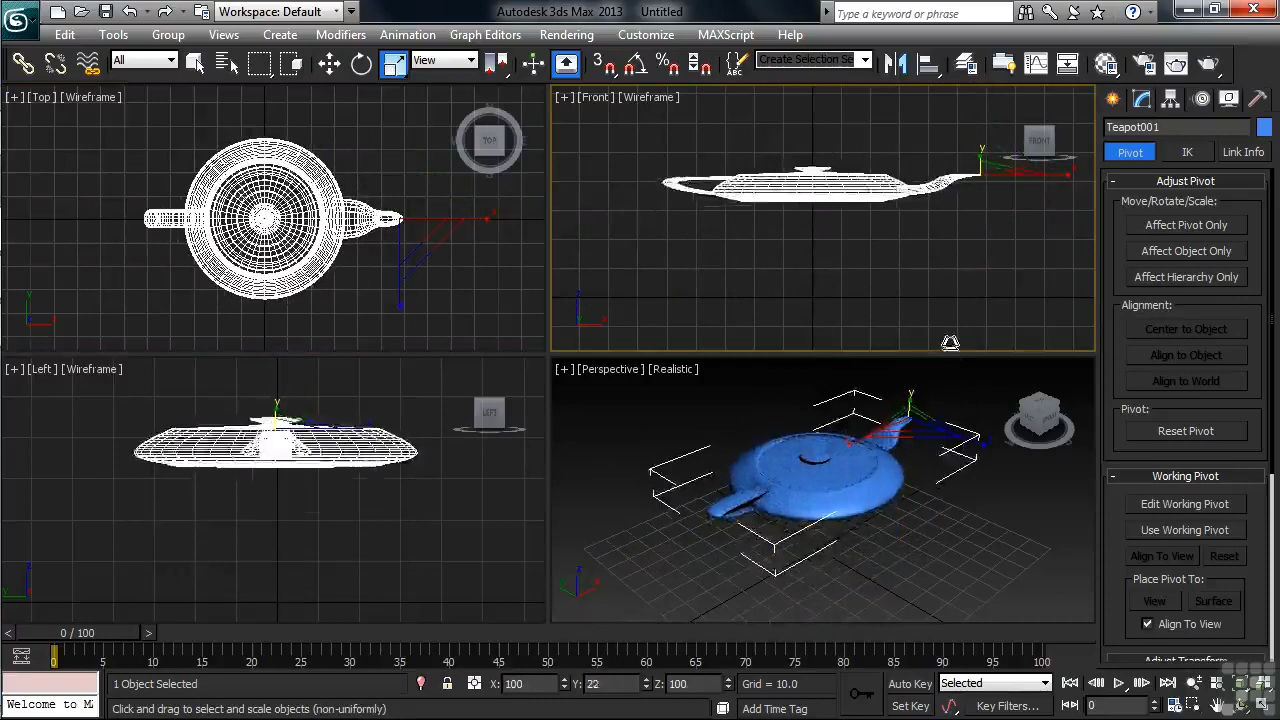 Workspace: Default
Autodesk 3ds Max 2013    Untitled
Type a keyword or phrase
Edit Tools Group Views Create Modifiers Animation Graph Editors Rendering Customize MAXScript Help
All
View
3
Create Selection Se
[+] [Top] [Wireframe]
TOP
[+] [Front] [Wireframe]
FRONT
[+] [Left] [Wireframe]
LEFT
[+] [Perspective] [Realistic]
Teapot001
Pivot IK Link Info
- Adjust Pivot
Move/Rotate/Scale:
Affect Pivot Only
Affect Object Only
Affect Hierarchy Only
Alignment:
Center to Object
Align to Object
Align to World
Pivot:
Reset Pivot
- Working Pivot
Edit Working Pivot
Use Working Pivot
Align To View Reset
Place Pivot To:
View Surface
Align To View
Adjust Transform
< 0 / 100 >
0 5 10 15 20 25 30 35 40 45 50 55 60 65 70 75 80 85 90 95 100
1 Object Selected
X: 100 Y: 22 Z: 100
Grid = 10.0
Auto Key
Selected
Welcome to M
Click and drag to select and scale objects (non-uniformly)
Add Time Tag
Set Key
Key Filters...
0